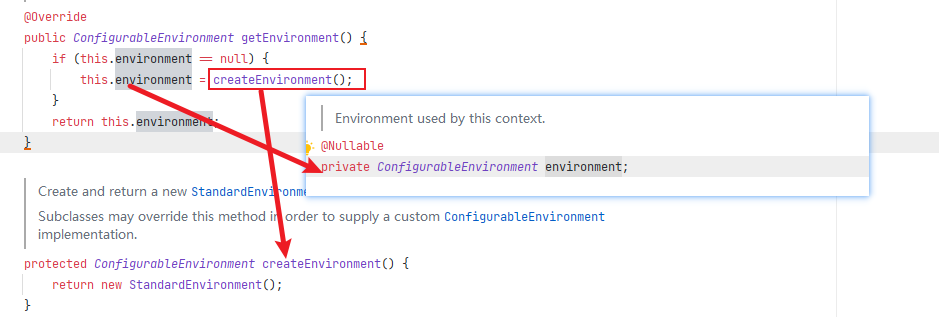 @Override
public ConfigurableEnvironment getEnvironment() {
if (this.environment == null) {
this.environment = createEnvironment();
}
return this.environment;
}
Environment used by this context.
@Nullable
private ConfigurableEnvironment environment;
Create and return a new StandardEnvironme
Subclasses may override this method in order to supply a custom ConfigurableEnvironment
implementation.
protected ConfigurableEnvironment createEnvironment() {
return new StandardEnvironment();
}